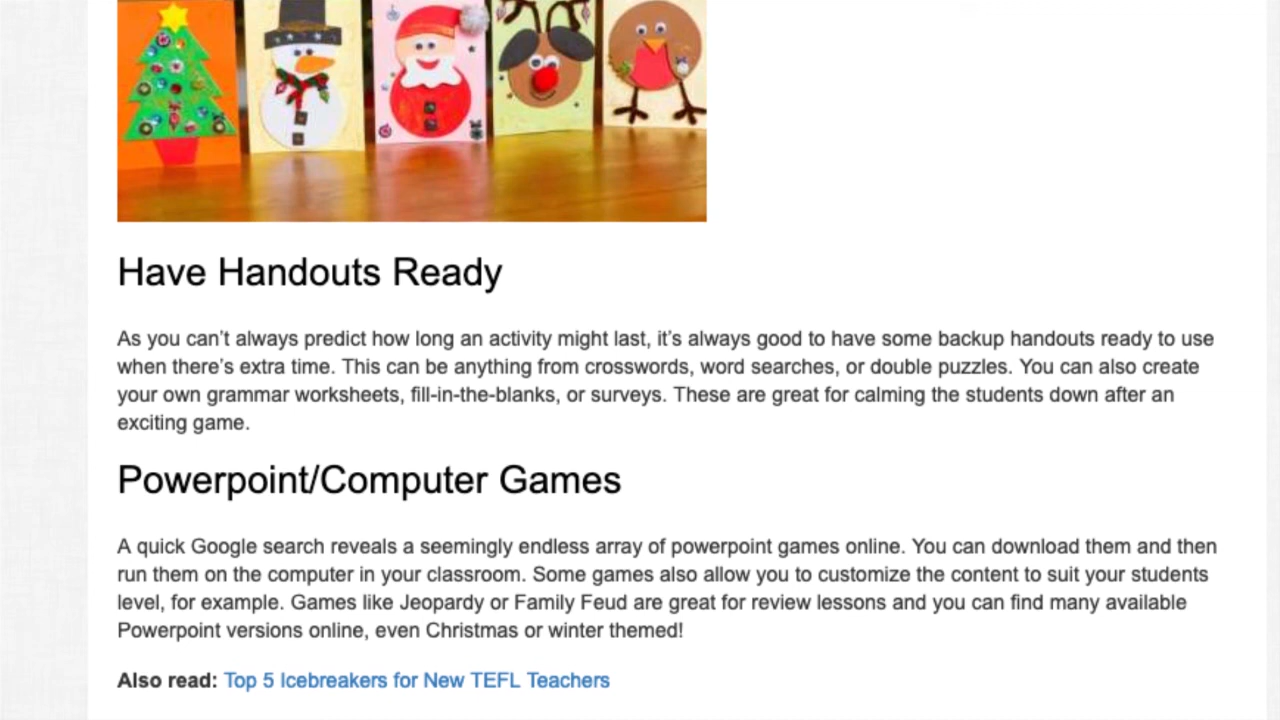 Have Handouts Ready
As you can’t always predict how long an activity might last, it’s always good to have some backup handouts ready to use
when there’s extra time. This can be anything from crosswords, word searches, or double puzzles. You can also create
your own grammar worksheets, fill-in-the-blanks, or surveys. These are great for calming the students down after an
exciting game.
Powerpoint/Computer Games
A quick Google search reveals a seemingly endless array of powerpoint games online. You can download them and then
run them on the computer in your classroom. Some games also allow you to customize the content to suit your students
level, for example. Games like Jeopardy or Family Feud are great for review lessons and you can find many available
Powerpoint versions online, even Christmas or winter themed!
Also read: Top 5 Icebreakers for New TEFL Teachers